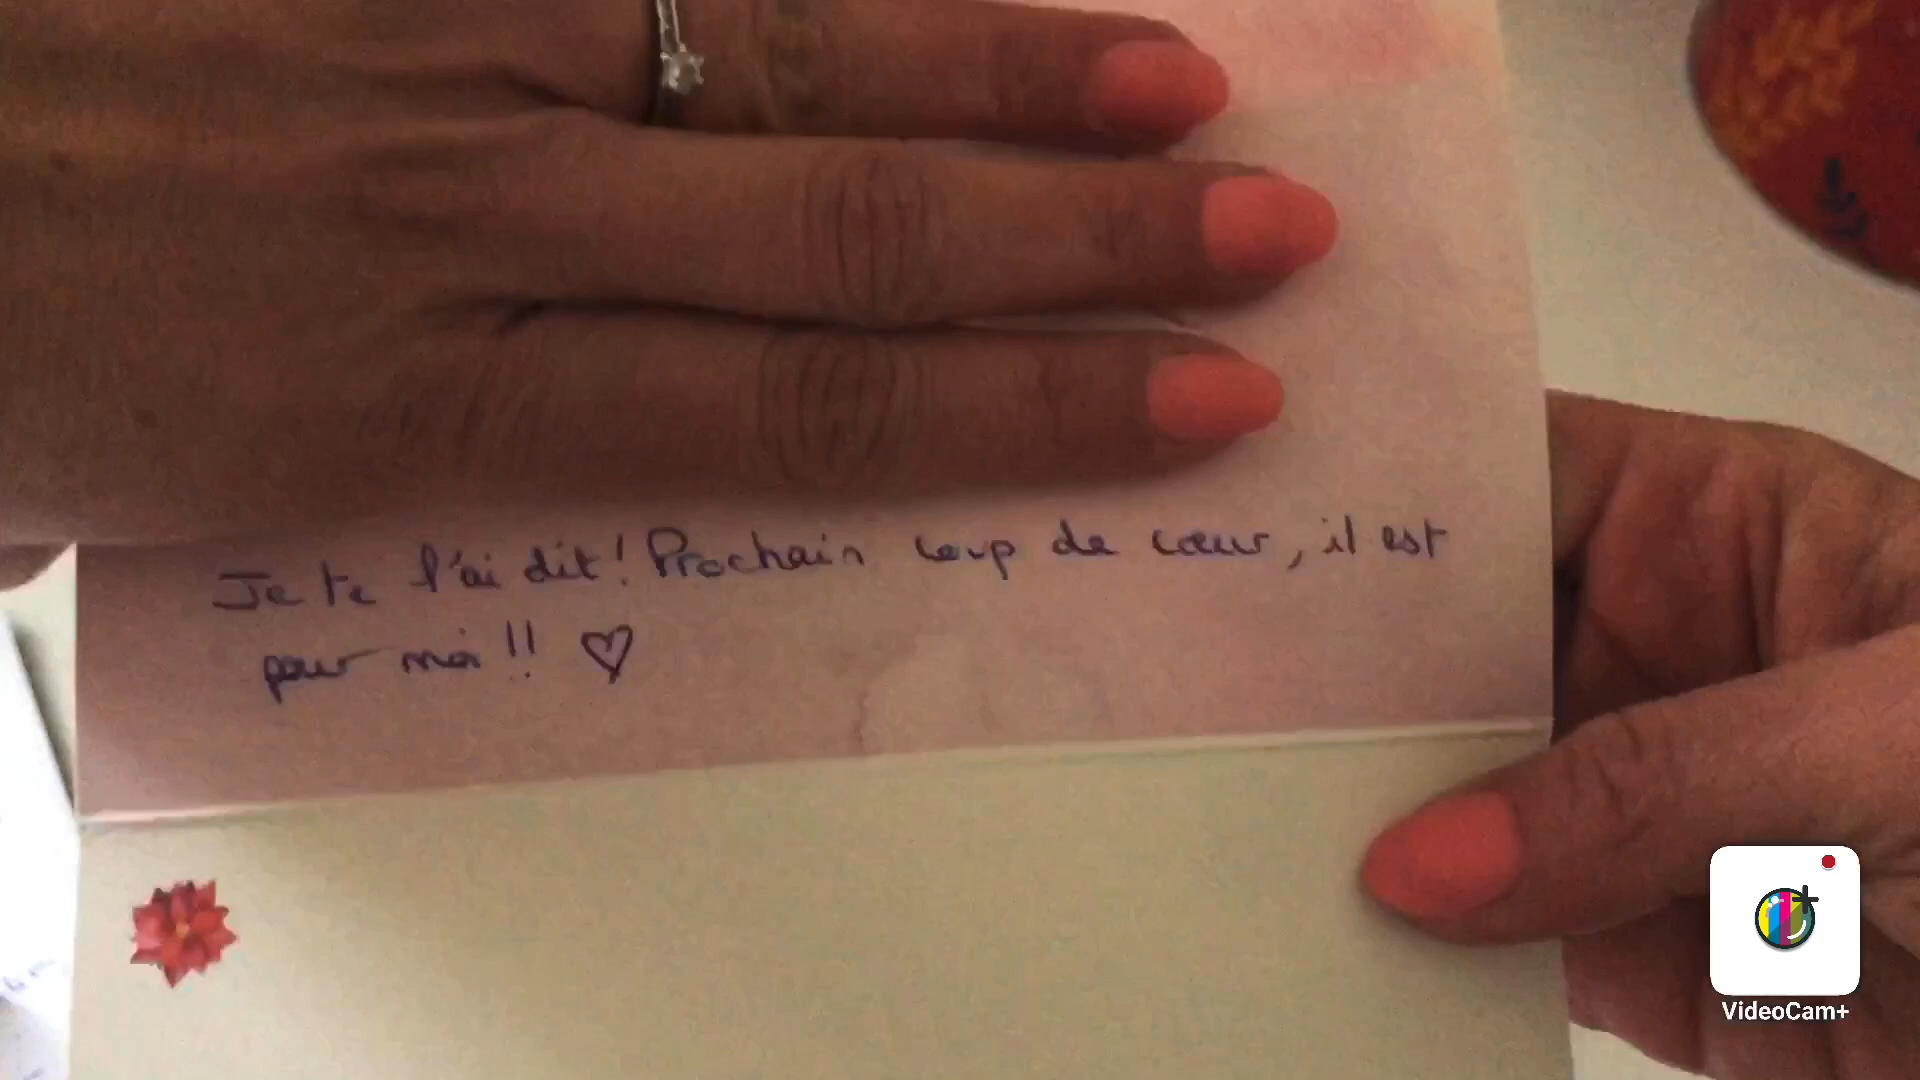 Je te l'ai dit! Prochain coup de cœur, il est
pour moi!! ♡
VideoCam+